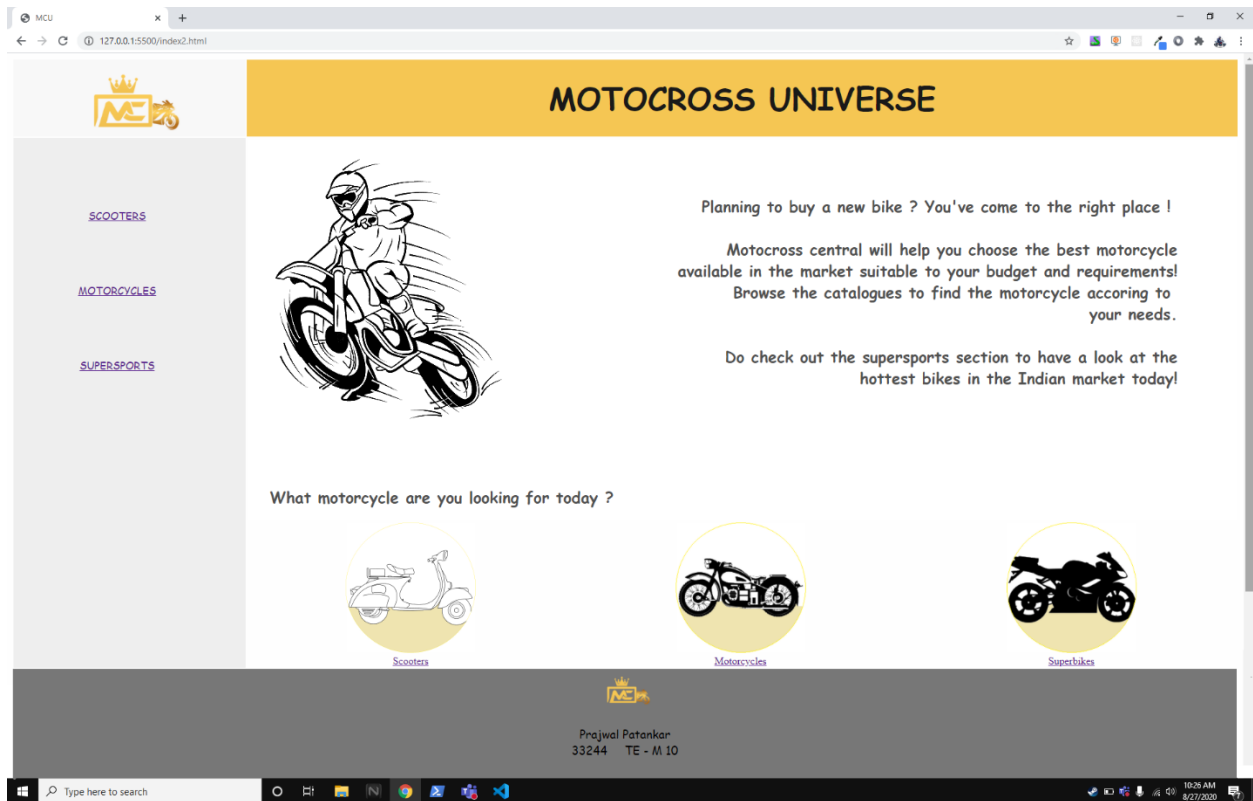 MCU
127.0.0.1:5500/index2.html
MC
MOTOCROSS UNIVERSE
SCOOTERS
MOTORCYCLES
SUPERSPORTS
Planning to buy a new bike ? You've come to the right place !
Motocross central will help you choose the best motorcycle
available in the market suitable to your budget and requirements!
Browse the catalogues to find the motorcycle accoring to
your needs.
Do check out the supersports section to have a look at the
hottest bikes in the Indian market today!
What motorcycle are you looking for today ?
Scooters
Motorcycles
Superbikes
MC
Prajwal Patankar
33244 TE - M 10
Type here to search
10:26 AM
8/27/2020